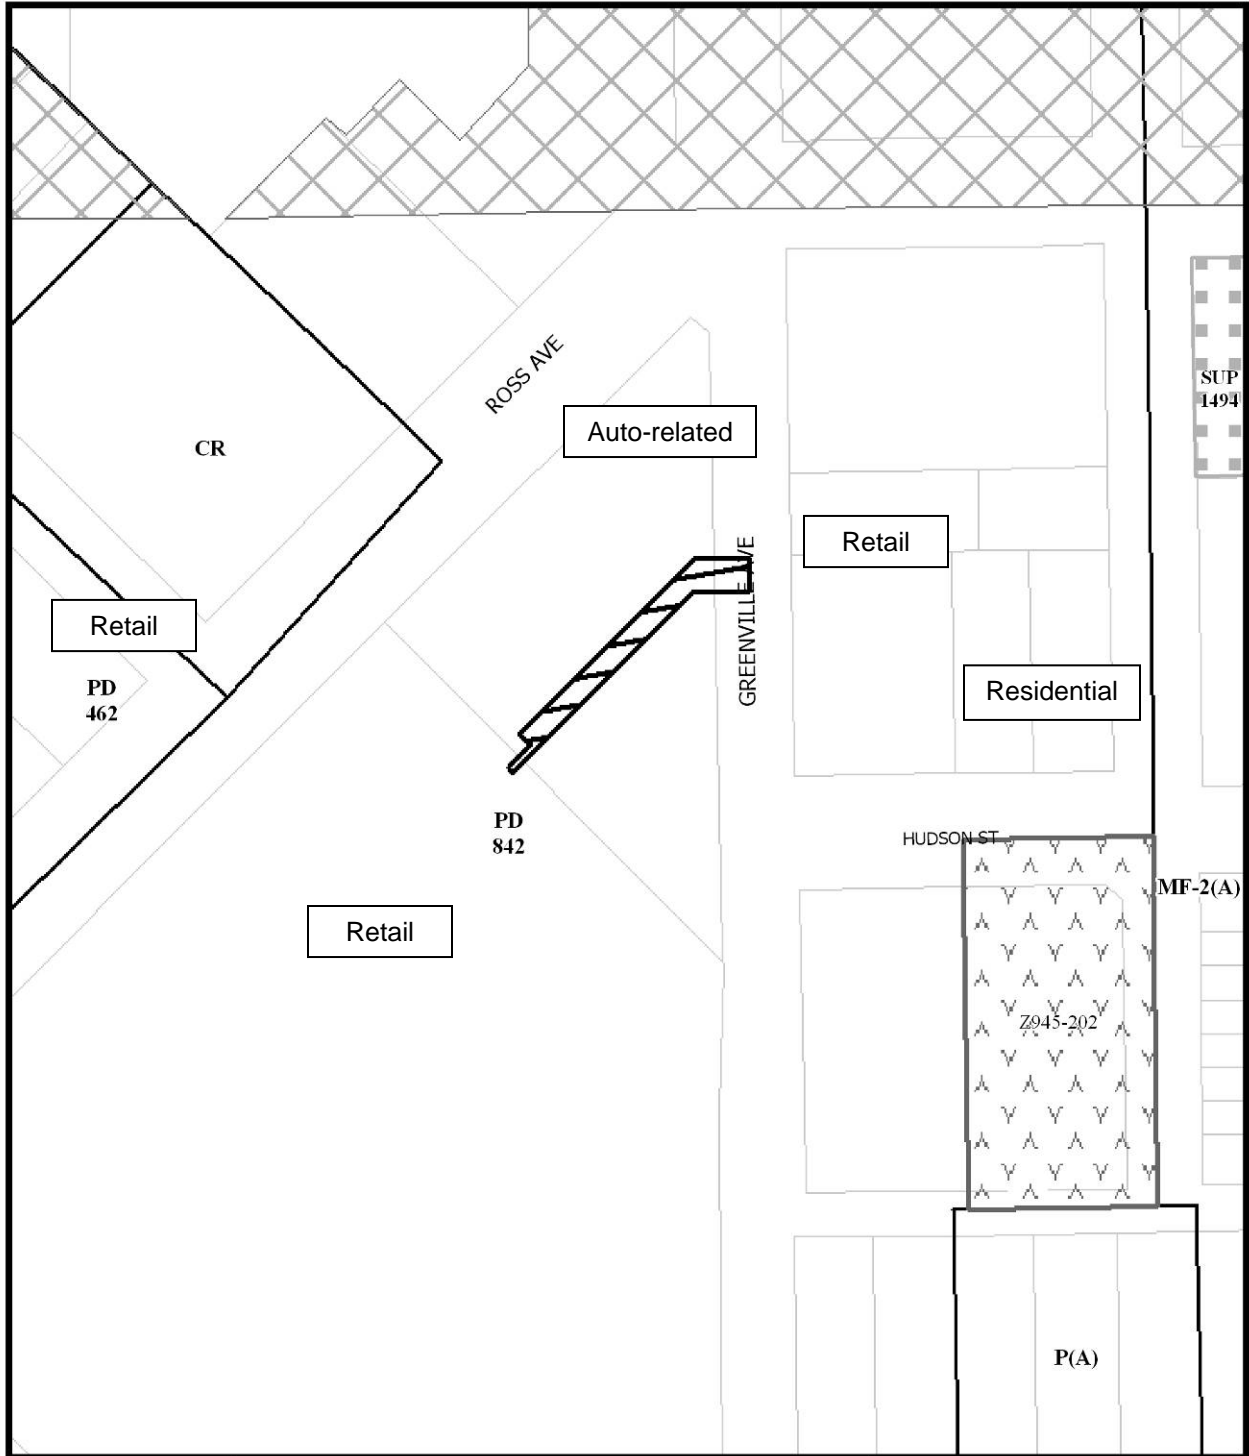 ROSS AVE
SUP
1494
Auto-related
CR
Retail
GREENVILLE AVE
Retail
Residential
PD
462
PD
842
HUDSON ST
MF-2(A)
Retail
Z945-202
P(A)